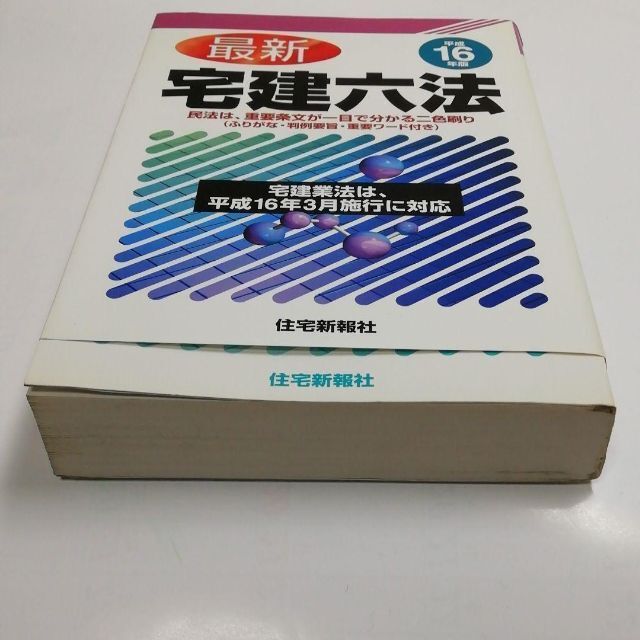 最新
平成
16
年版
宅建六法
民法は、重要条文が一目で分かる二色刷り
(ふりがな・判例要旨・重要ワード付き)
宅建業法は、
平成16年3月施行に対応
住宅新報社
住宅新報社